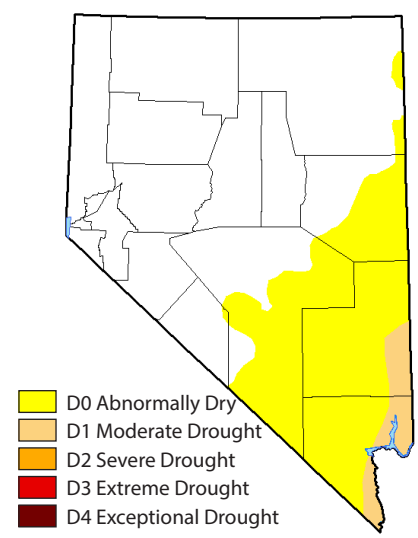 D0 Abnormally Dry
D1 Moderate Drought
D2 Severe Drought
D3 Extreme Drought
D4 Exceptional Drought